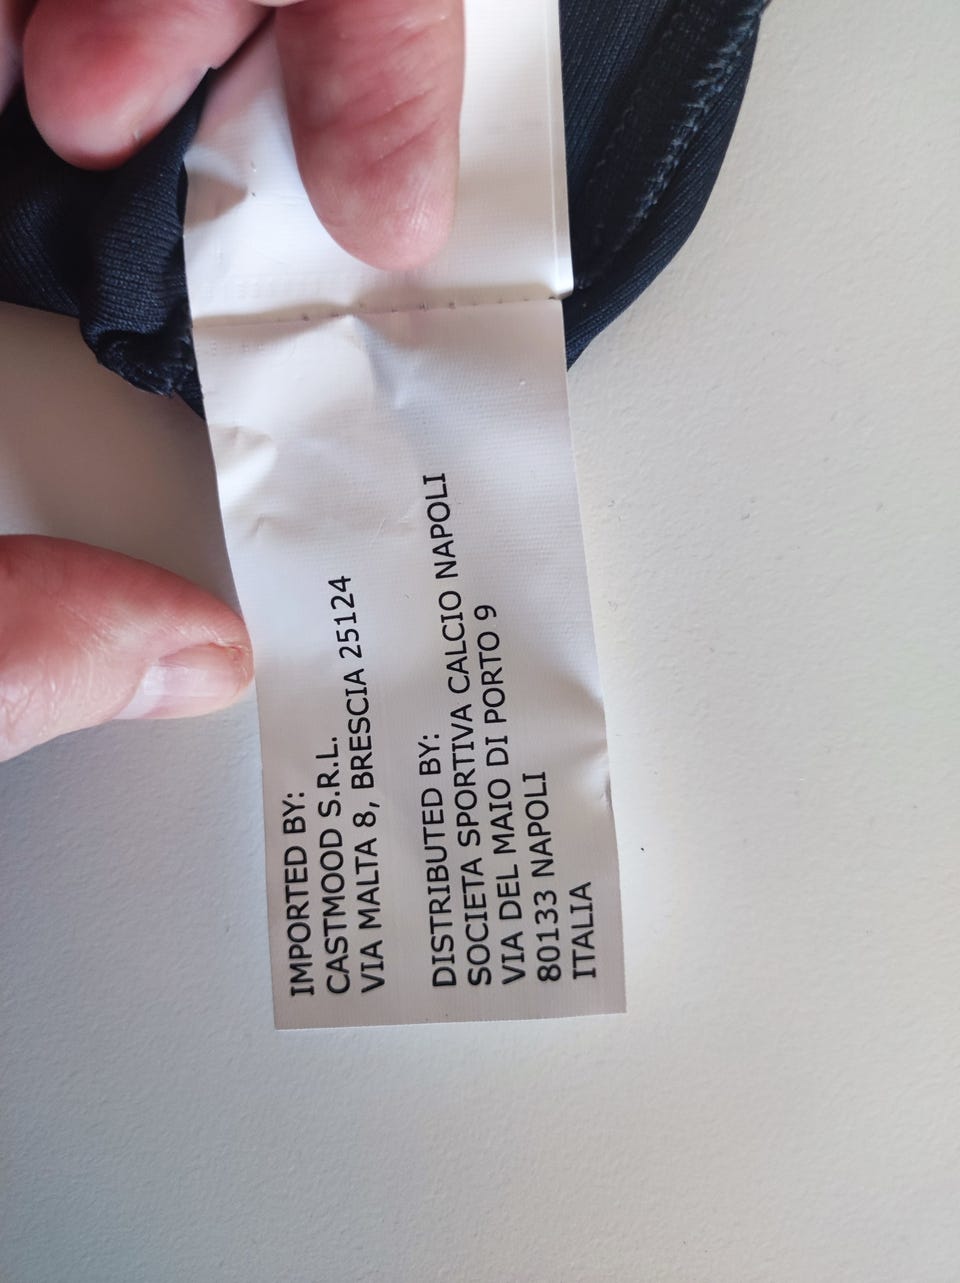 IMPORTED BY:
CASTMOOD S.R.L.
VIA MALTA 8, BRESCIA 25124
DISTRIBUTED BY:
SOCIETA SPORTIVA CALCIO NAPOLI
VIA DEL MAIO DI PORTO 9
80133 NAPOLI
ITALIA